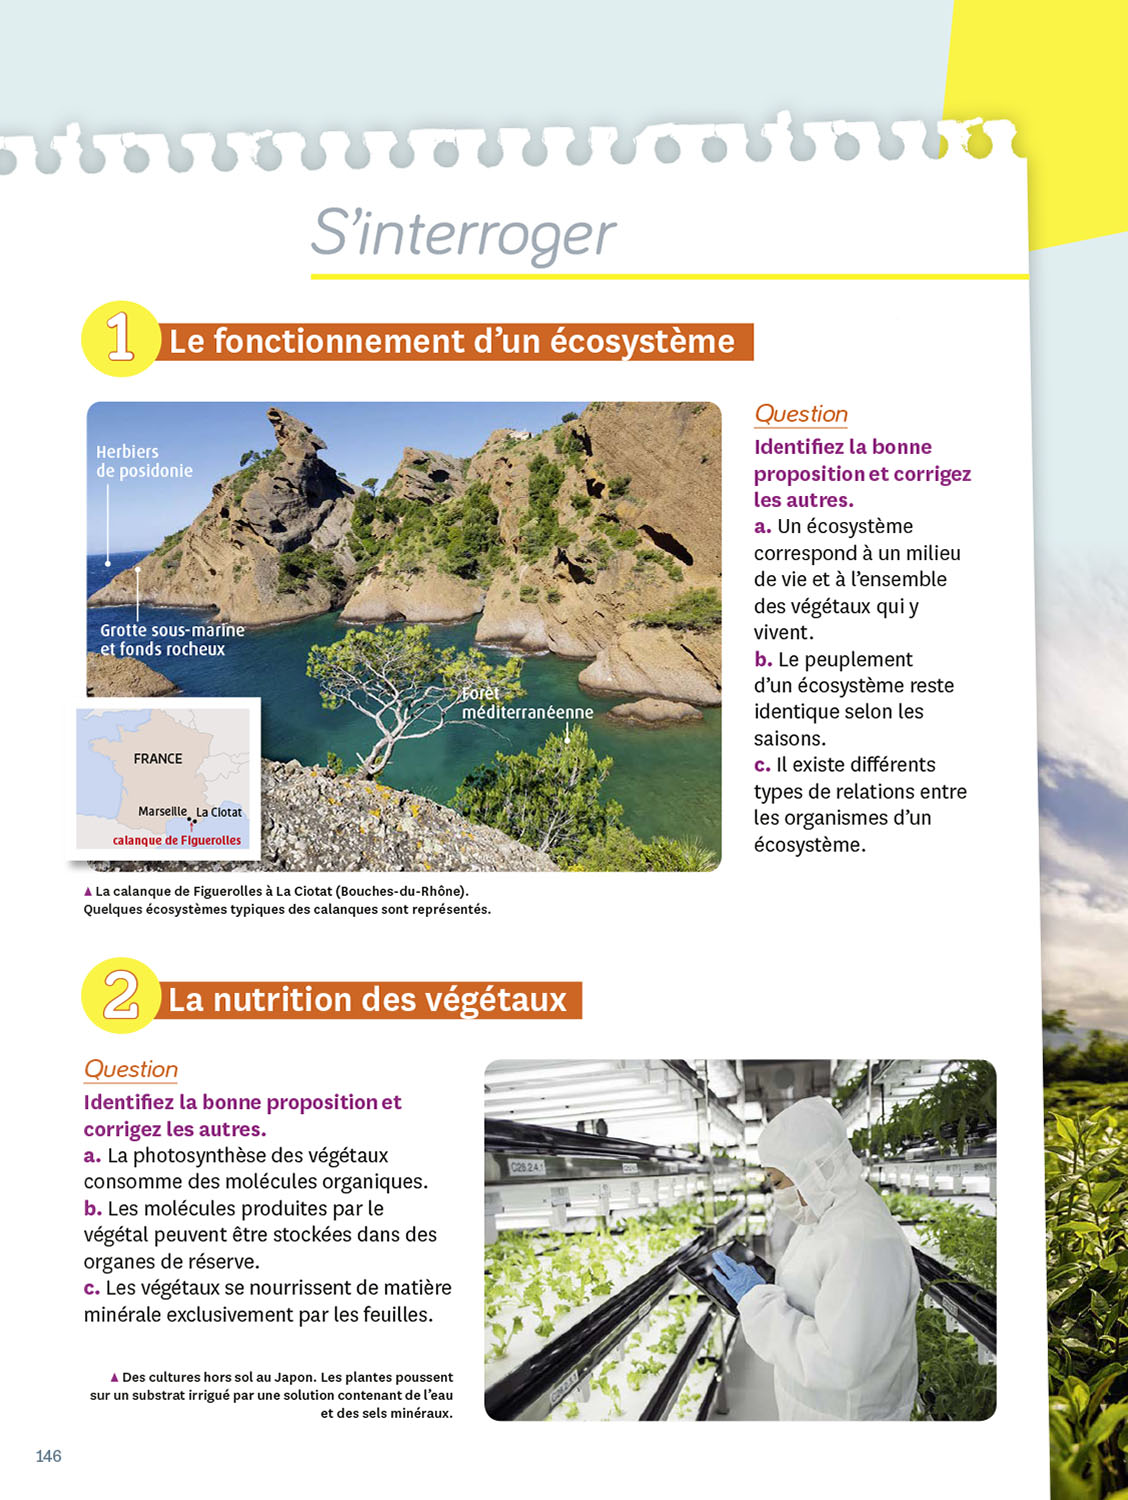 S'interroger
1 Le fonctionnement d'un écosystème
Herbiers
de posidonie
Grotte sous-marine
et fonds rocheux
Forêt
méditerranéenne
FRANCE
Marseille
La Ciotat
calanque de Figuerolles
▲ La calanque de Figuerolles à La Ciotat (Bouches-du-Rhône).
Quelques écosystèmes typiques des calanques sont représentés.
Question
Identifiez la bonne
proposition et corrigez
les autres.
a. Un écosystème
correspond à un milieu
de vie et à l'ensemble
des végétaux qui y
vivent.
b. Le peuplement
d'un écosystème reste
identique selon les
saisons.
c. Il existe différents
types de relations entre
les organismes d'un
écosystème.
2 La nutrition des végétaux
Question
Identifiez la bonne proposition et
corrigez les autres.
a. La photosynthèse des végétaux
consomme des molécules organiques.
b. Les molécules produites par le
végétal peuvent être stockées dans des
organes de réserve.
c. Les végétaux se nourrissent de matière
minérale exclusivement par les feuilles.
▲ Des cultures hors sol au Japon. Les plantes poussent
sur un substrat irrigué par une solution contenant de l'eau
et des sels minéraux.
C25.2.4.1
146